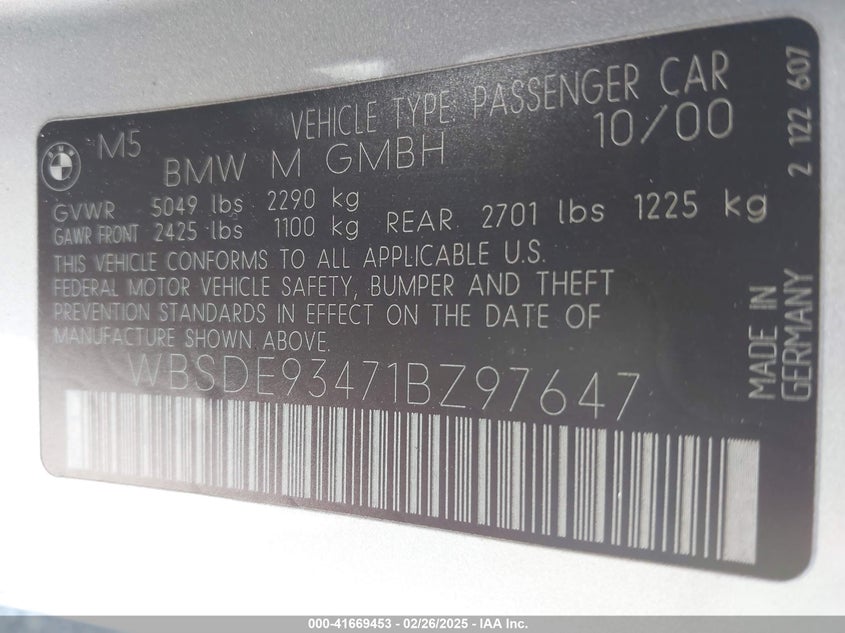 M5 VEHICLE TYPE PASSENGER CAR
BMW M GMBH 10/00
GVWR 5049 lbs 2290 kg
GAWR FRONT 2425 lbs 1100 kg REAR 2701 lbs 1225 kg
THIS VEHICLE CONFORMS TO ALL APPLICABLE U.S.
FEDERAL MOTOR VEHICLE SAFETY, BUMPER AND THEFT
PREVENTION STANDARDS IN EFFECT ON THE DATE OF
MANUFACTURE SHOWN ABOVE.
WBSDE93471BZ97647
2 122 607
MADE IN
GERMANY
BMW
000-41669453 - 02/26/2025 - IAA Inc.